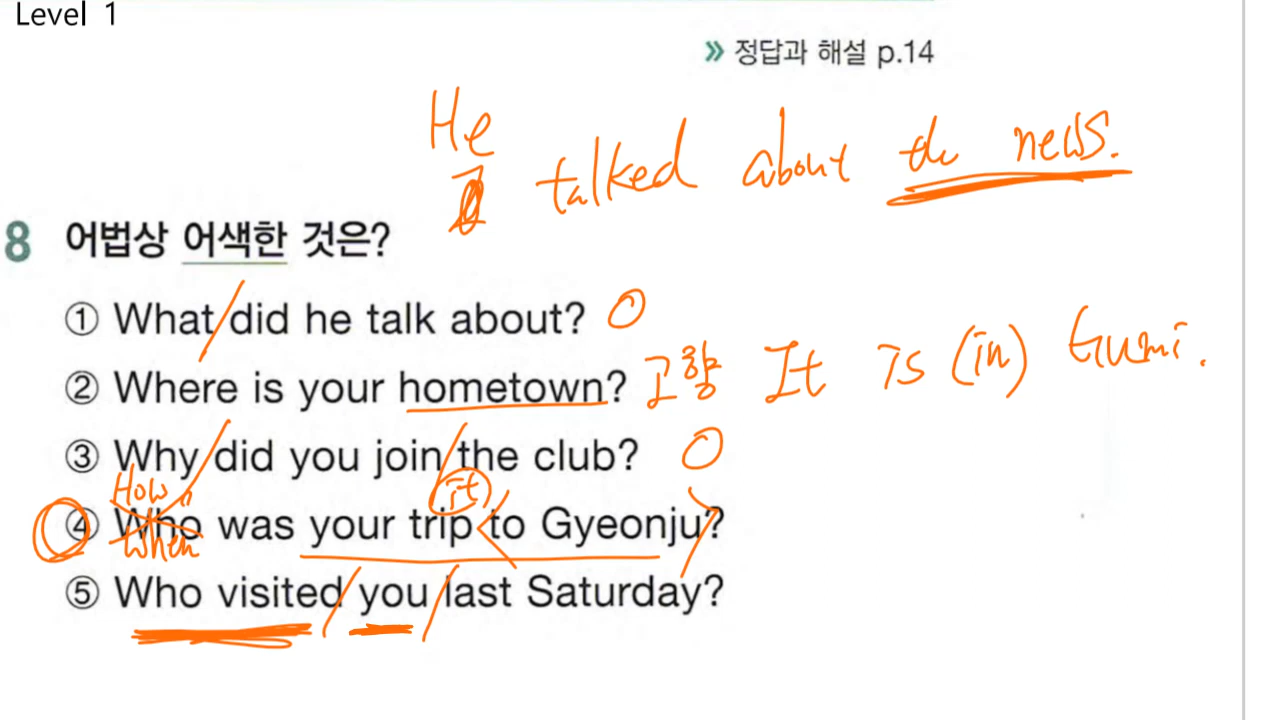 Level 1
» 정답과 해설 p.14
He talked about the news.
8 어법상 어색한 것은?
① What/did he talk about? O
② Where is your hometown? 고향 It is (in) Gumi.
③ Why/did you join/the club? O
How
(it)
④ Who was your trip <to Gyeonju>?
When
⑤ Who visited/you/last Saturday?